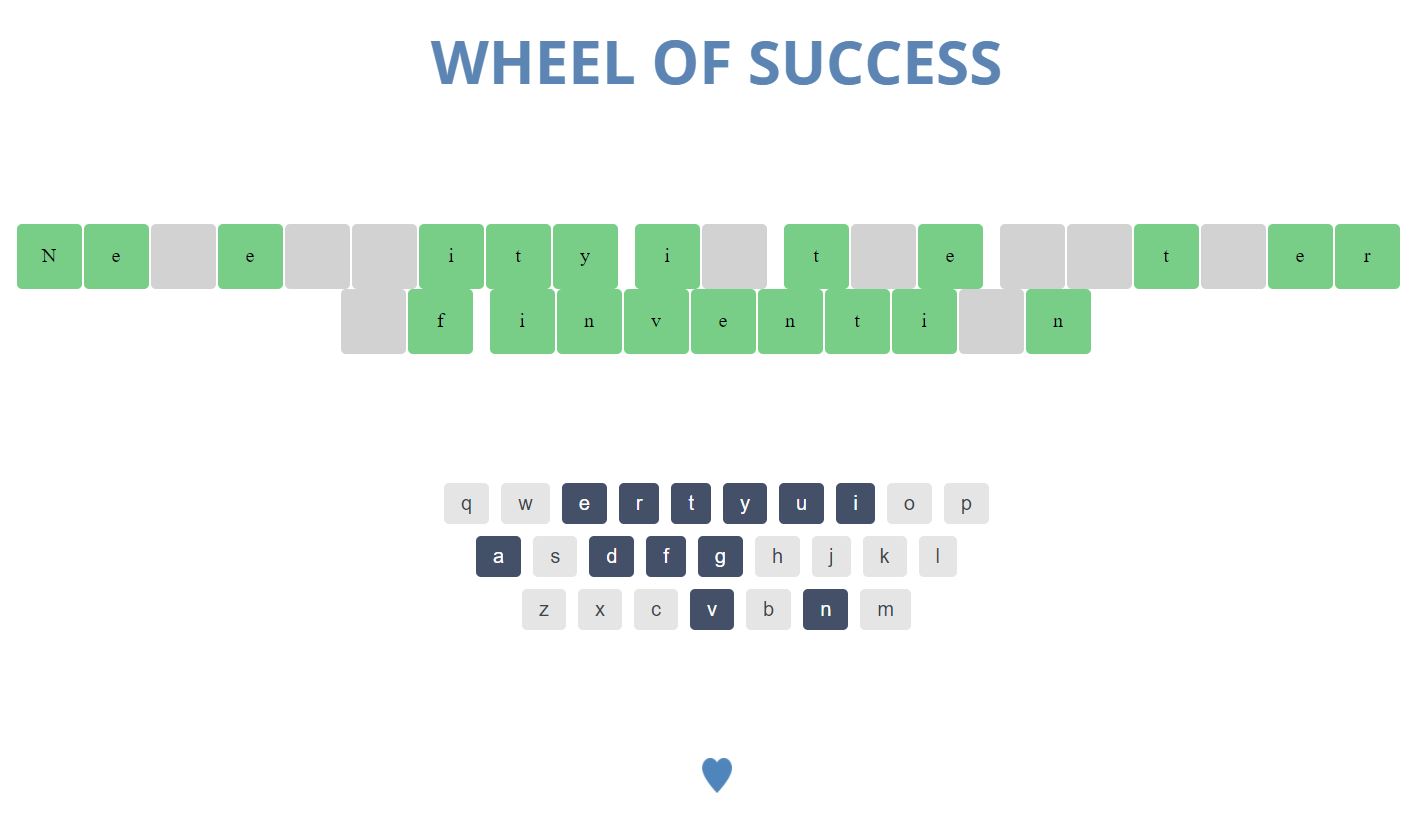 WHEEL OF SUCCESS
N e e i t y i t e t e r
f i n v e n t i n
q w e r t y u i o p
a s d f g h j k l
z x c v b n m